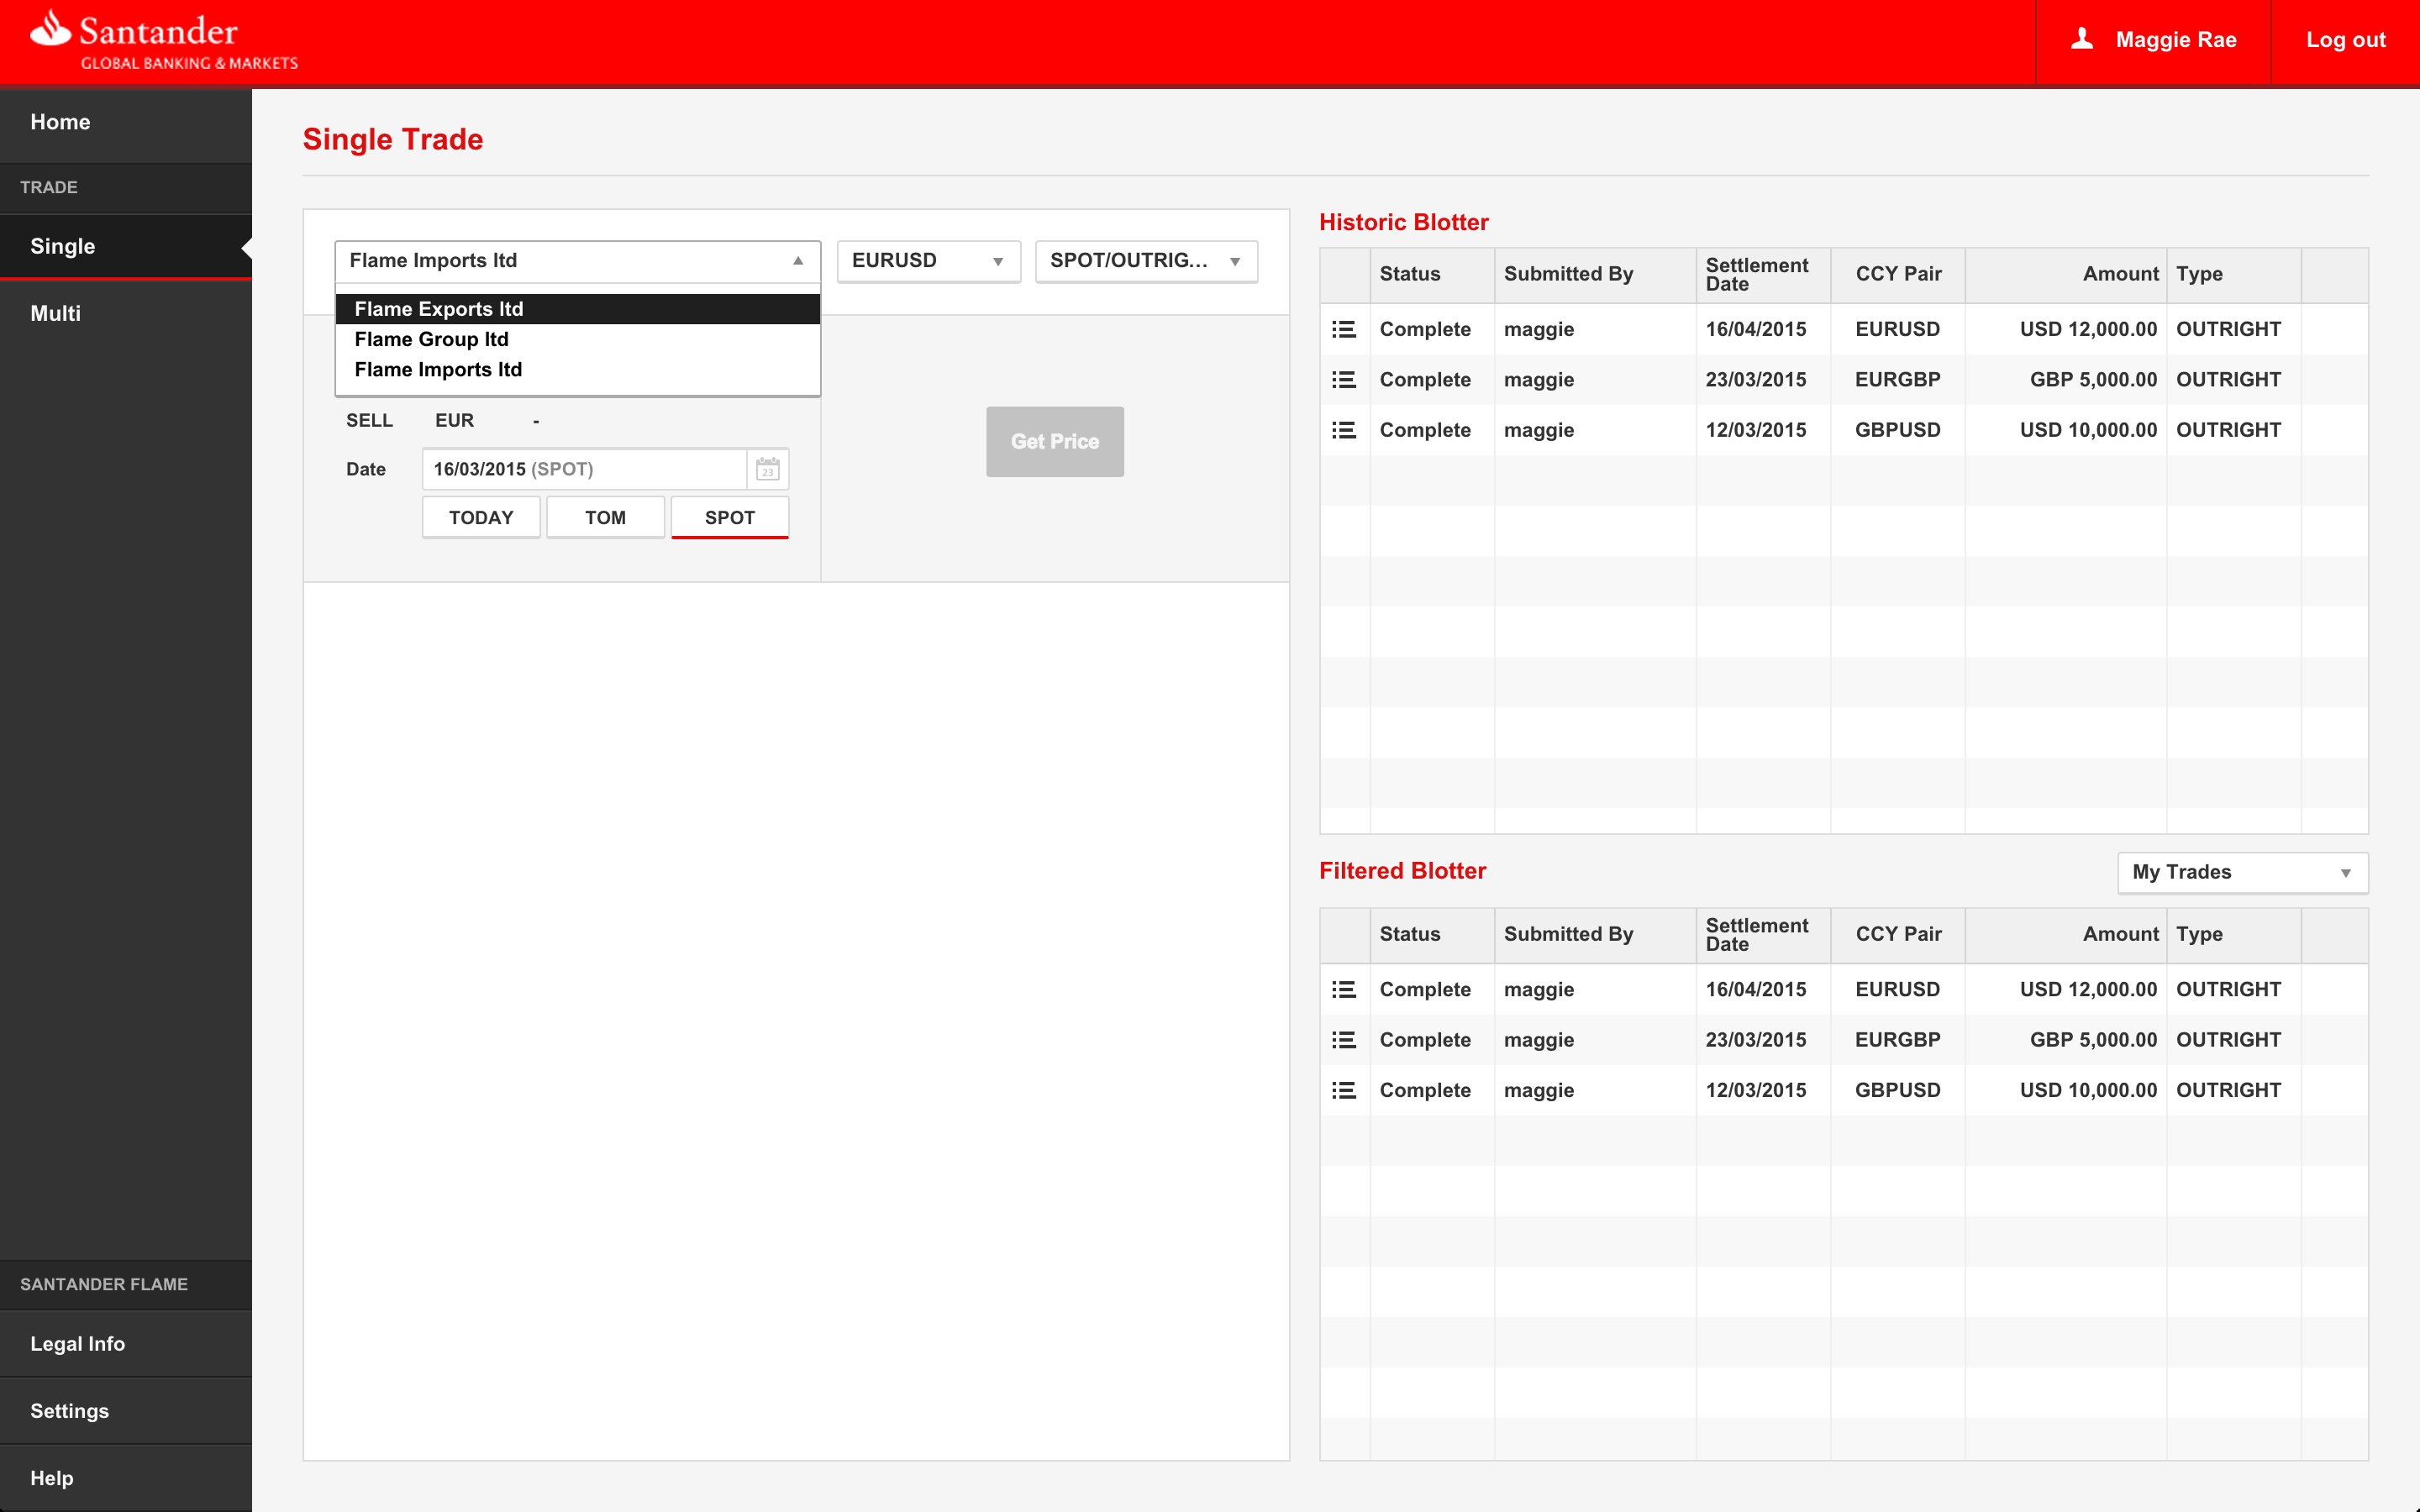 Santander
GLOBAL BANKING & MARKETS
Maggie Rae
Log out
Home
TRADE
Single
Multi
SANTANDER FLAME
Legal Info
Settings
Help
Single Trade
Flame Imports ltd
EURUSD
SPOT/OUTRIG...
Flame Exports ltd
Flame Group ltd
Flame Imports ltd
SELL EUR -
Date 16/03/2015 (SPOT) 23
TODAY TOM SPOT
Get Price
Historic Blotter
Status Submitted By Settlement Date CCY Pair Amount Type
Complete maggie 16/04/2015 EURUSD USD 12,000.00 OUTRIGHT
Complete maggie 23/03/2015 EURGBP GBP 5,000.00 OUTRIGHT
Complete maggie 12/03/2015 GBPUSD USD 10,000.00 OUTRIGHT
Filtered Blotter
My Trades
Status Submitted By Settlement Date CCY Pair Amount Type
Complete maggie 16/04/2015 EURUSD USD 12,000.00 OUTRIGHT
Complete maggie 23/03/2015 EURGBP GBP 5,000.00 OUTRIGHT
Complete maggie 12/03/2015 GBPUSD USD 10,000.00 OUTRIGHT